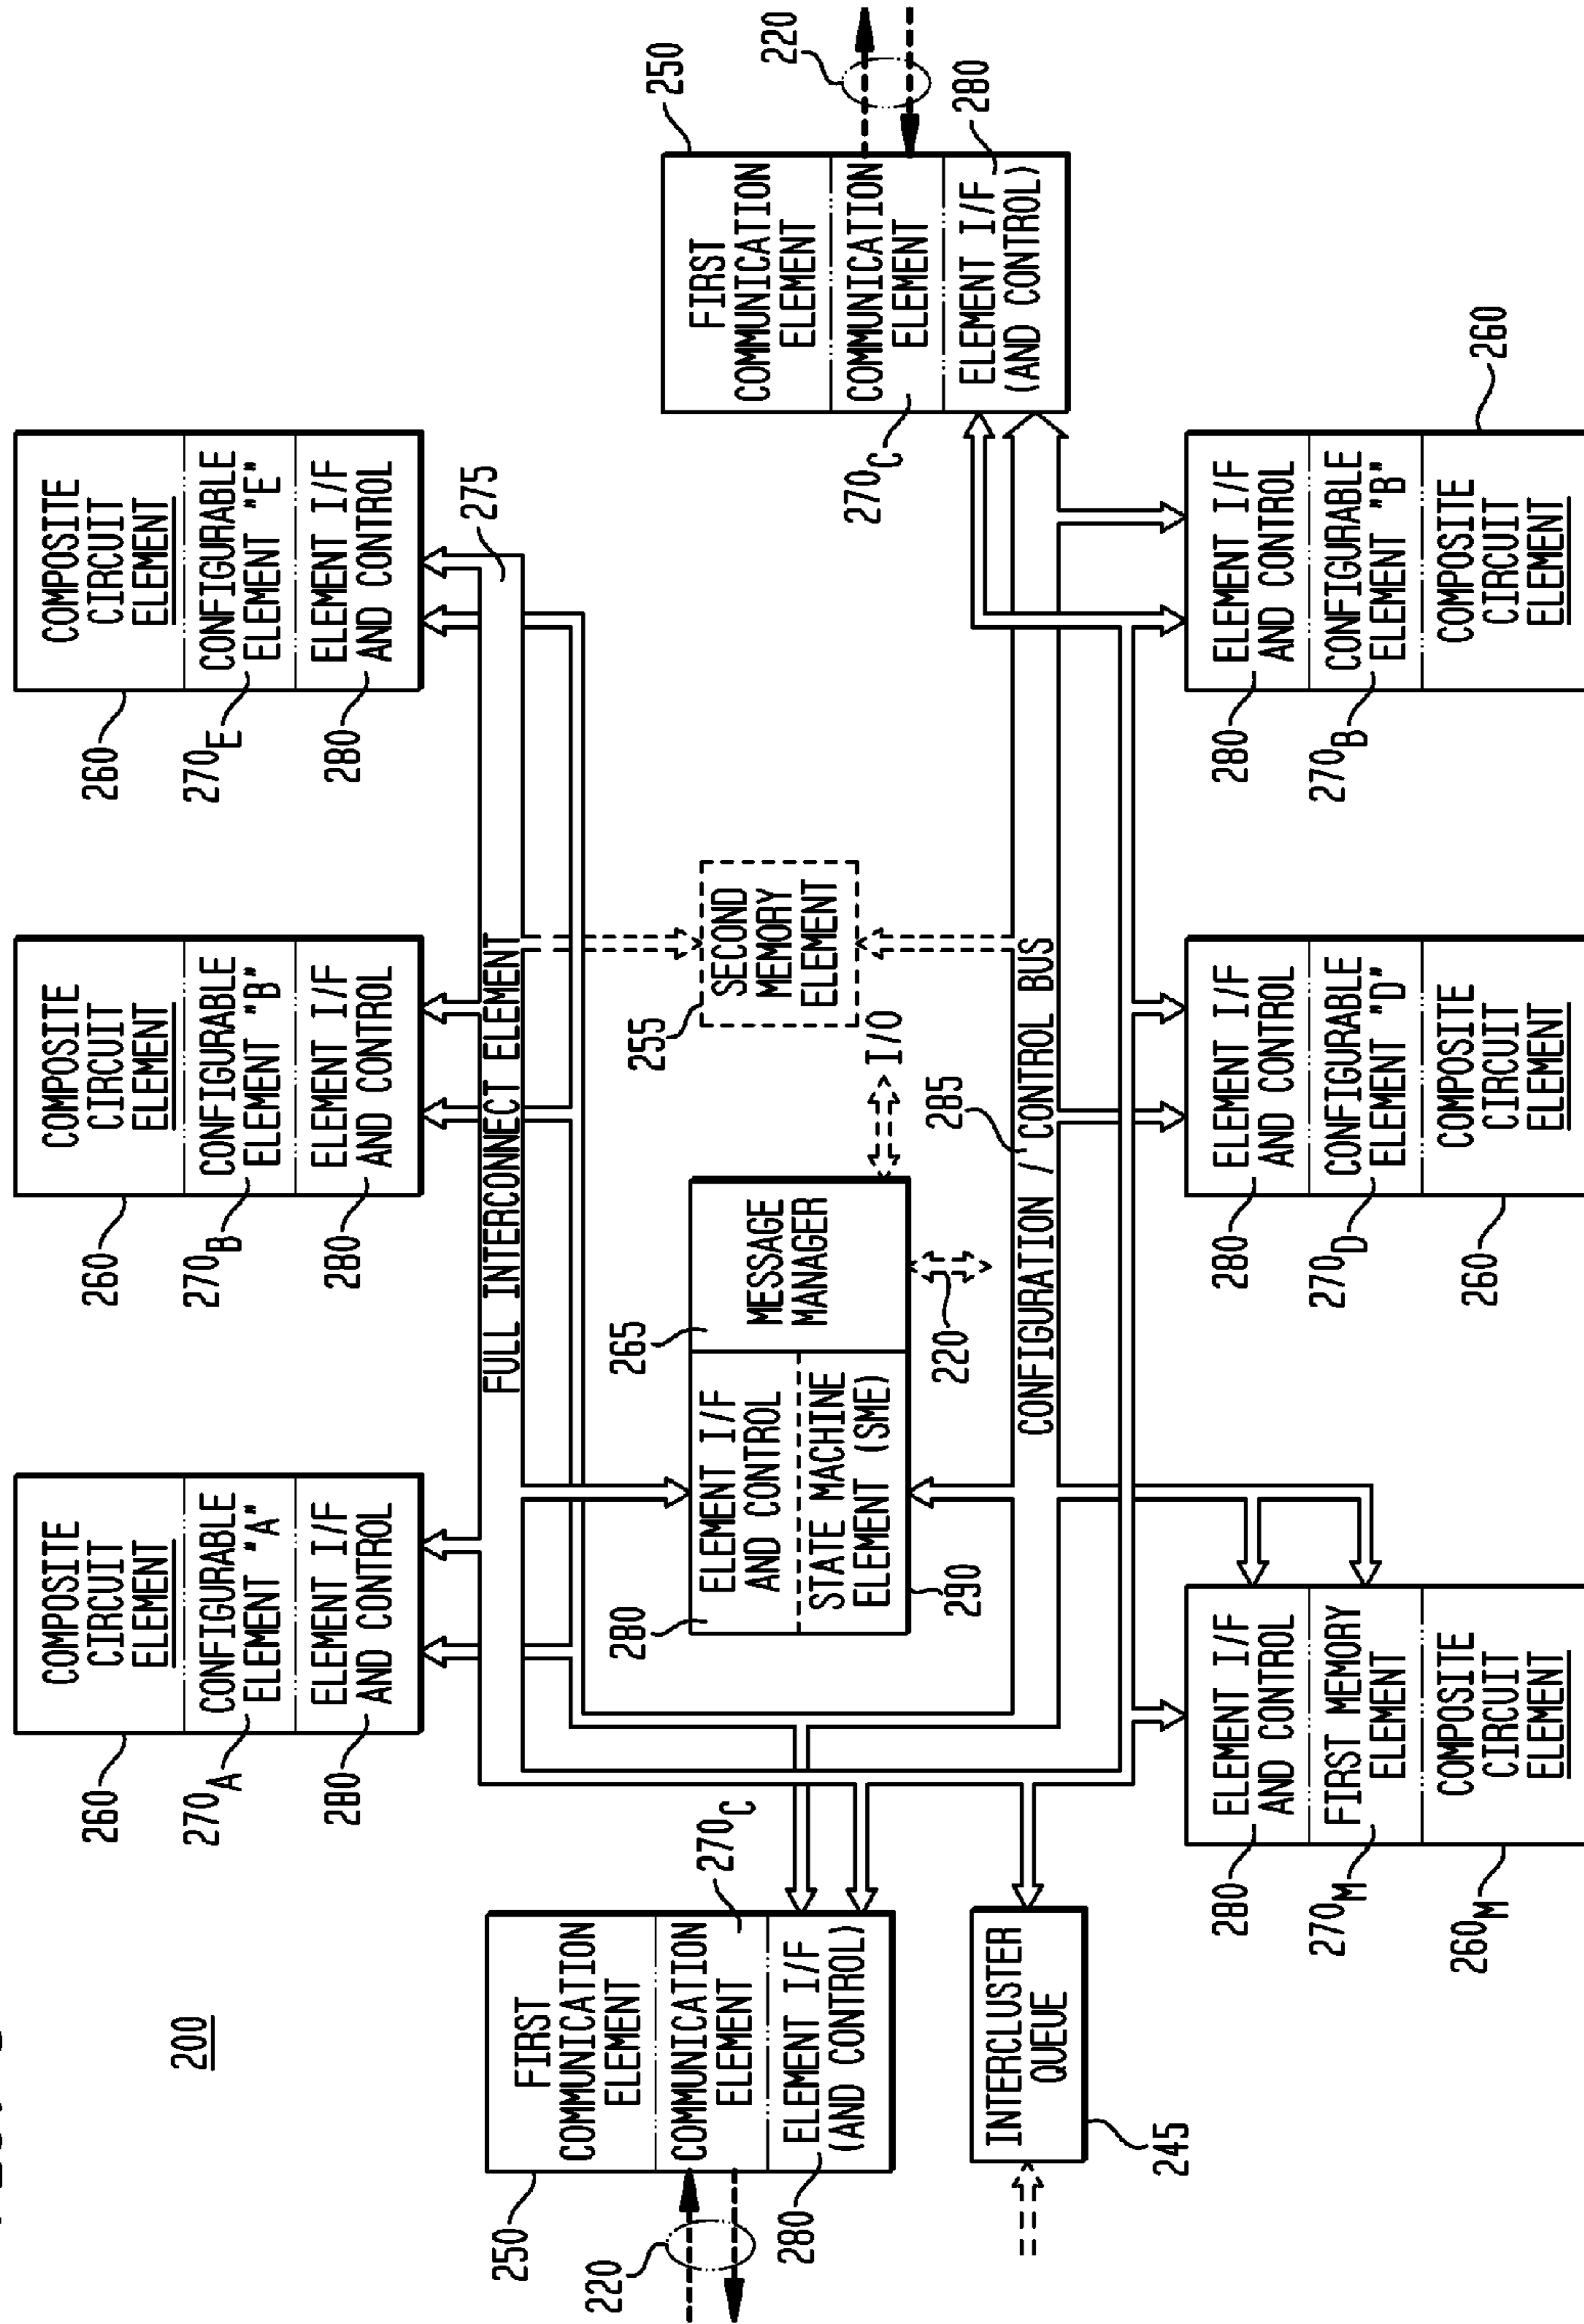 200
COMPOSITE
CIRCUIT
ELEMENT
CONFIGURABLE
ELEMENT "A"
ELEMENT I/F
AND CONTROL
260
270A
280
COMPOSITE
CIRCUIT
ELEMENT
CONFIGURABLE
ELEMENT "B"
ELEMENT I/F
AND CONTROL
260
270B
280
COMPOSITE
CIRCUIT
ELEMENT
CONFIGURABLE
ELEMENT "E"
ELEMENT I/F
AND CONTROL
260
270E
280
275
FULL INTERCONNECT ELEMENT
FIRST
COMMUNICATION
ELEMENT
COMMUNICATION
ELEMENT
ELEMENT I/F
(AND CONTROL)
250
220
280
270C
INTERCLUSTER
QUEUE
245
ELEMENT I/F
AND CONTROL
STATE MACHINE
ELEMENT (SME)
MESSAGE
MANAGER
280
265
290
220
I/O
SECOND
MEMORY
ELEMENT
255
CONFIGURATION / CONTROL BUS
285
FIRST
COMMUNICATION
ELEMENT
COMMUNICATION
ELEMENT
ELEMENT I/F
(AND CONTROL)
250
220
280
270C
ELEMENT I/F
AND CONTROL
FIRST MEMORY
ELEMENT
COMPOSITE
CIRCUIT
ELEMENT
280
270M
260M
ELEMENT I/F
AND CONTROL
CONFIGURABLE
ELEMENT "D"
COMPOSITE
CIRCUIT
ELEMENT
280
270D
260
ELEMENT I/F
AND CONTROL
CONFIGURABLE
ELEMENT "B"
COMPOSITE
CIRCUIT
ELEMENT
280
270B
260